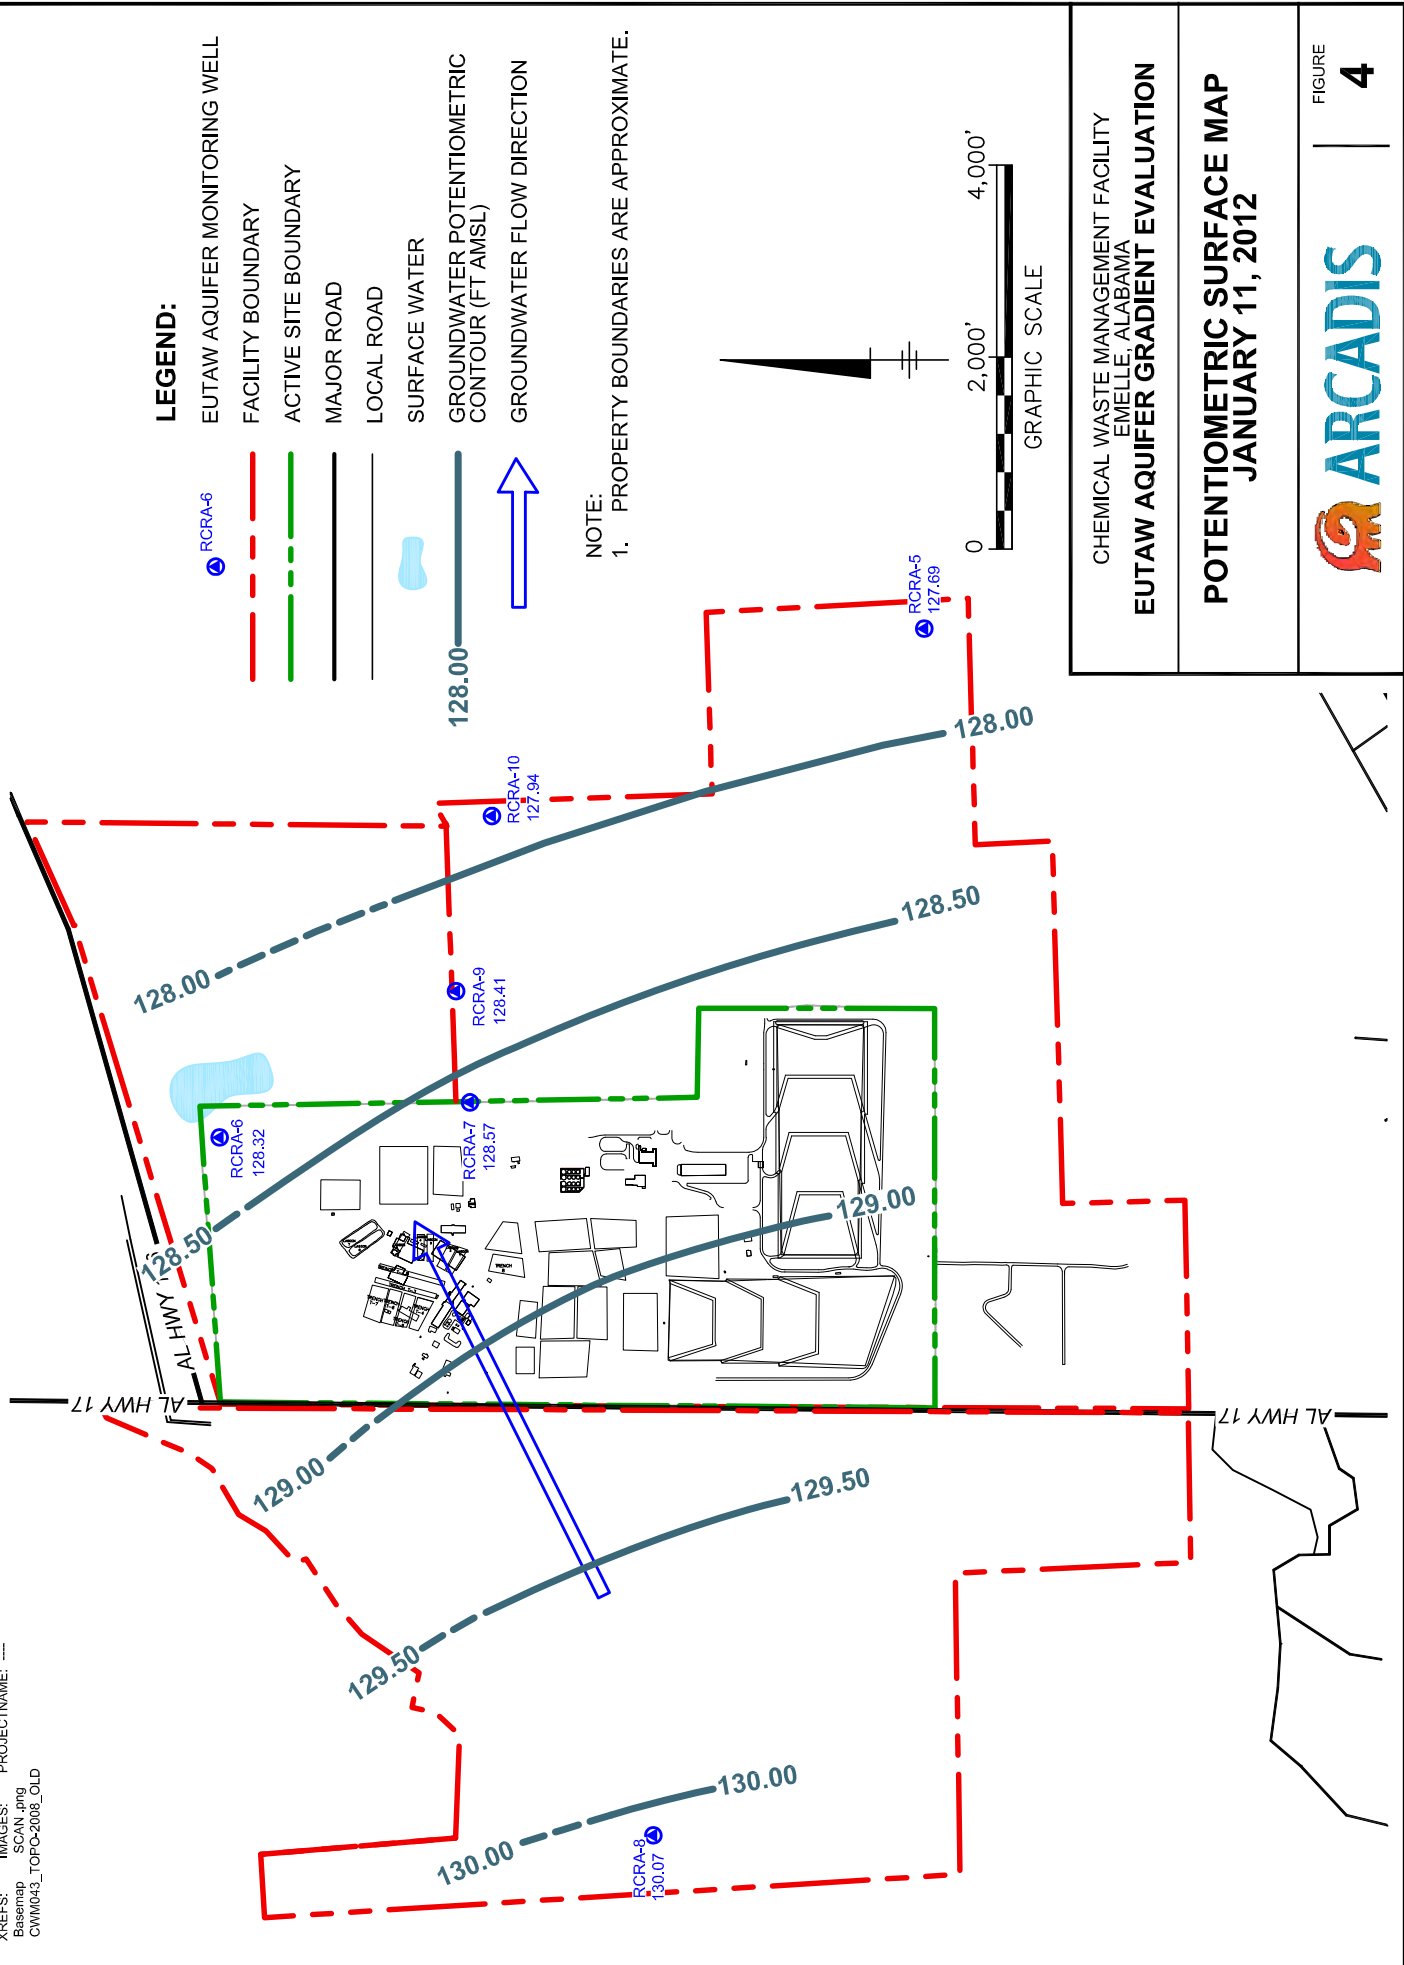 XREFS:
IMAGES:
PROJECTNAME: ----
Basemap
SCAN .png
CWM043_TOPO-2008_OLD
LEGEND:
RCRA-6
EUTAW AQUIFER MONITORING WELL
FACILITY BOUNDARY
ACTIVE SITE BOUNDARY
MAJOR ROAD
LOCAL ROAD
SURFACE WATER
128.00
GROUNDWATER POTENTIOMETRIC
CONTOUR (FT AMSL)
GROUNDWATER FLOW DIRECTION
NOTE:
1. PROPERTY BOUNDARIES ARE APPROXIMATE.
0
2,000'
4,000'
GRAPHIC SCALE
AL HWY 17
AL HWY
AL HWY 17
130.00
130.00
129.50
129.50
129.00
129.00
128.50
128.50
128.00
128.00
RCRA-8
130.07
RCRA-6
128.32
RCRA-7
128.57
RCRA-9
128.41
RCRA-10
127.94
RCRA-5
127.69
CHEMICAL WASTE MANAGEMENT FACILITY
EMELLE, ALABAMA
EUTAW AQUIFER GRADIENT EVALUATION
POTENTIOMETRIC SURFACE MAP
JANUARY 11, 2012
ARCADIS
FIGURE
4